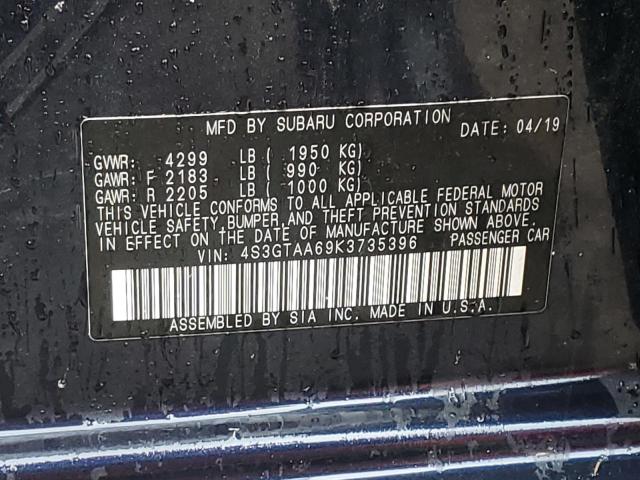 MFD BY SUBARU CORPORATION DATE: 04/19
GVWR: 4299 LB ( 1950 KG)
GAWR: F 2183 LB ( 990 KG)
GAWR: R 2205 LB ( 1000 KG)
THIS VEHICLE CONFORMS TO ALL APPLICABLE FEDERAL MOTOR
VEHICLE SAFETY, BUMPER, AND THEFT PREVENTION STANDARDS
IN EFFECT ON THE DATE OF MANUFACTURE SHOWN ABOVE.
VIN: 4S3GTAA69K3735396 PASSENGER CAR
ASSEMBLED BY SIA INC. MADE IN U.S.A.